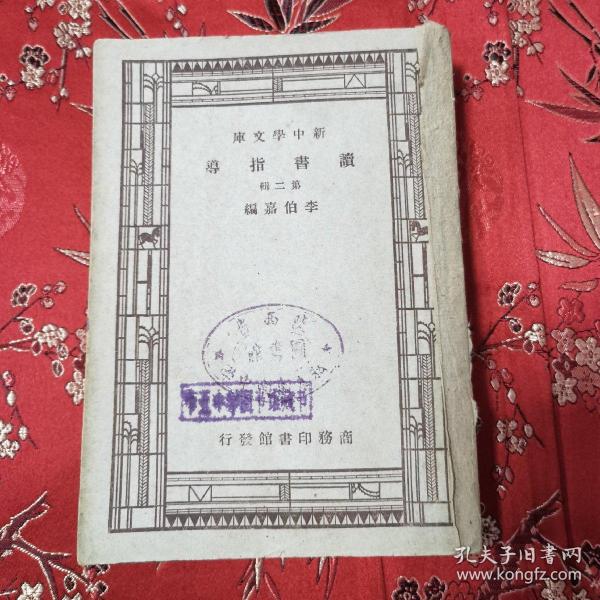 新中學文庫
讀書指導
第二輯
李伯嘉編
商務印書館發行
孔夫子旧书网
www.kongfz.com